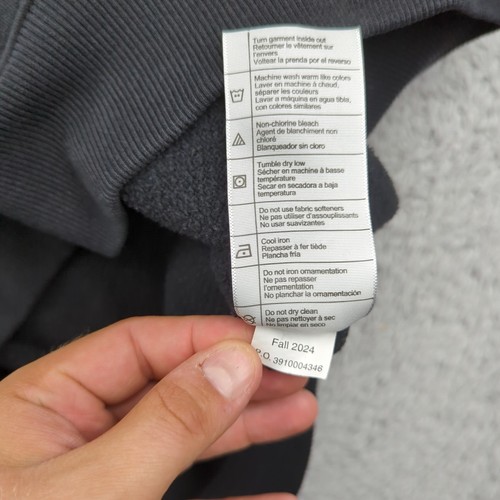 Turn garment inside out
Retourner le vêtement sur
l'envers
Voltear la prenda por el reverso
Machine wash warm like colors
Laver en machine à chaud,
séparer les couleurs
Lavar a máquina en agua tibia,
con colores similares
Non-chlorine bleach
Agent de blanchiment non
chloré
Blanqueador sin cloro
Tumble dry low
Sécher en machine à basse
température
Secar en secadora a baja
temperatura
Do not use fabric softeners
Ne pas utiliser d'assouplissants
No usar suavizantes
Cool iron
Repasser à fer tiède
Plancha fría
Do not iron ornamentation
Ne pas repasser
l'ornementation
No planchar la ornamentación
Do not dry clean
Ne pas nettoyer à sec
No limpiar en seco
Fall 2024
P.O. 3910004346